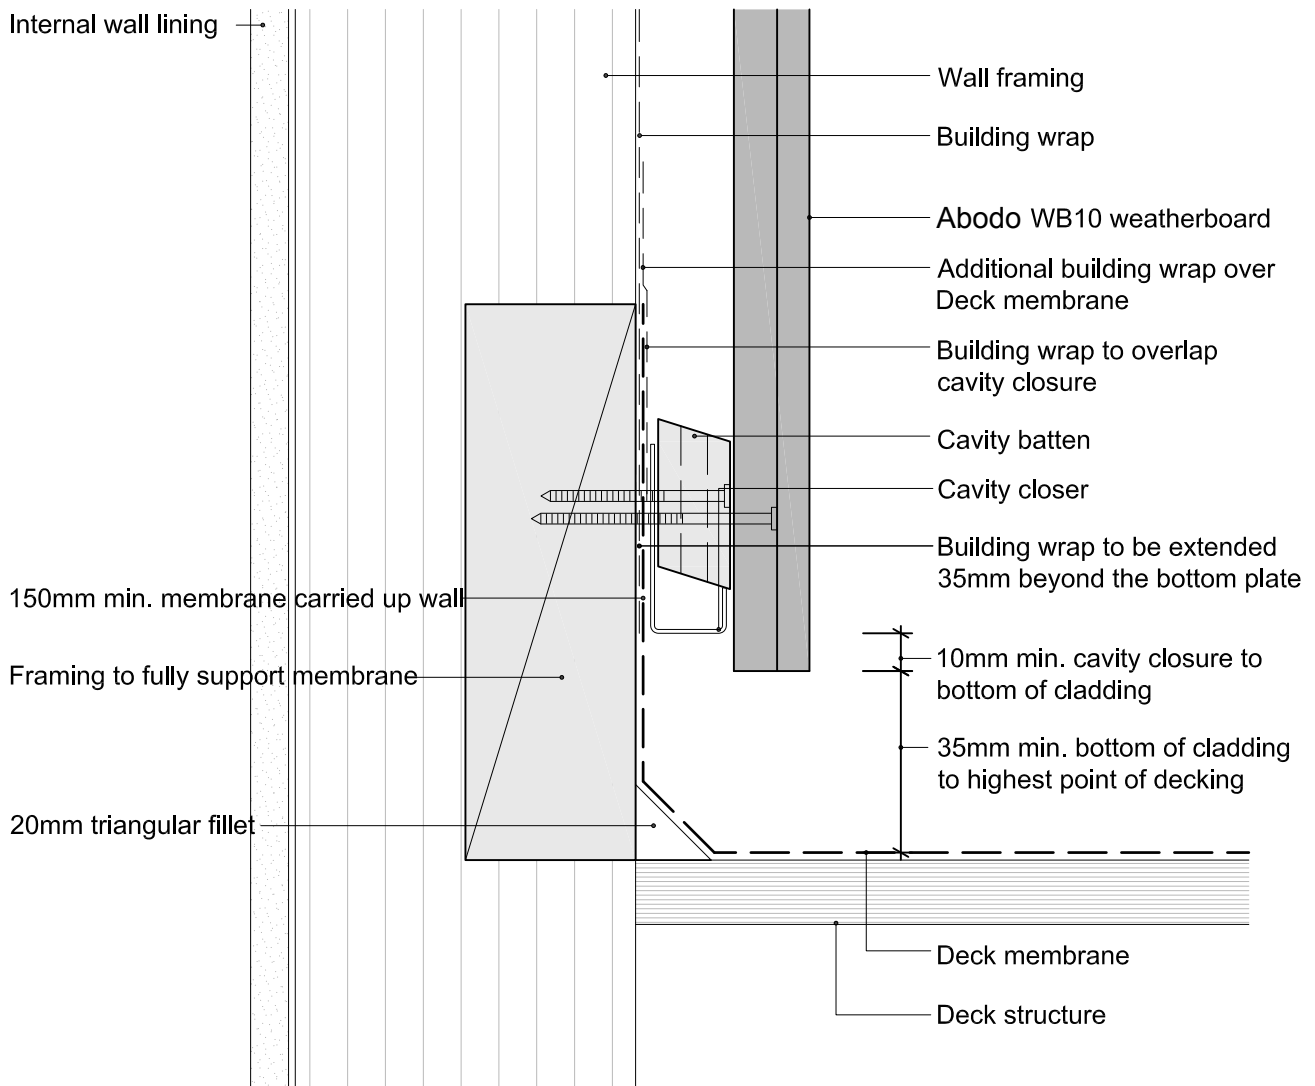 Internal wall lining
Wall framing
Building wrap
Abodo WB10 weatherboard
Additional building wrap over
Deck membrane
Building wrap to overlap
cavity closure
Cavity batten
Cavity closer
Building wrap to be extended
35mm beyond the bottom plate
150mm min. membrane carried up wall
10mm min. cavity closure to
bottom of cladding
Framing to fully support membrane
35mm min. bottom of cladding
to highest point of decking
20mm triangular fillet
Deck membrane
Deck structure